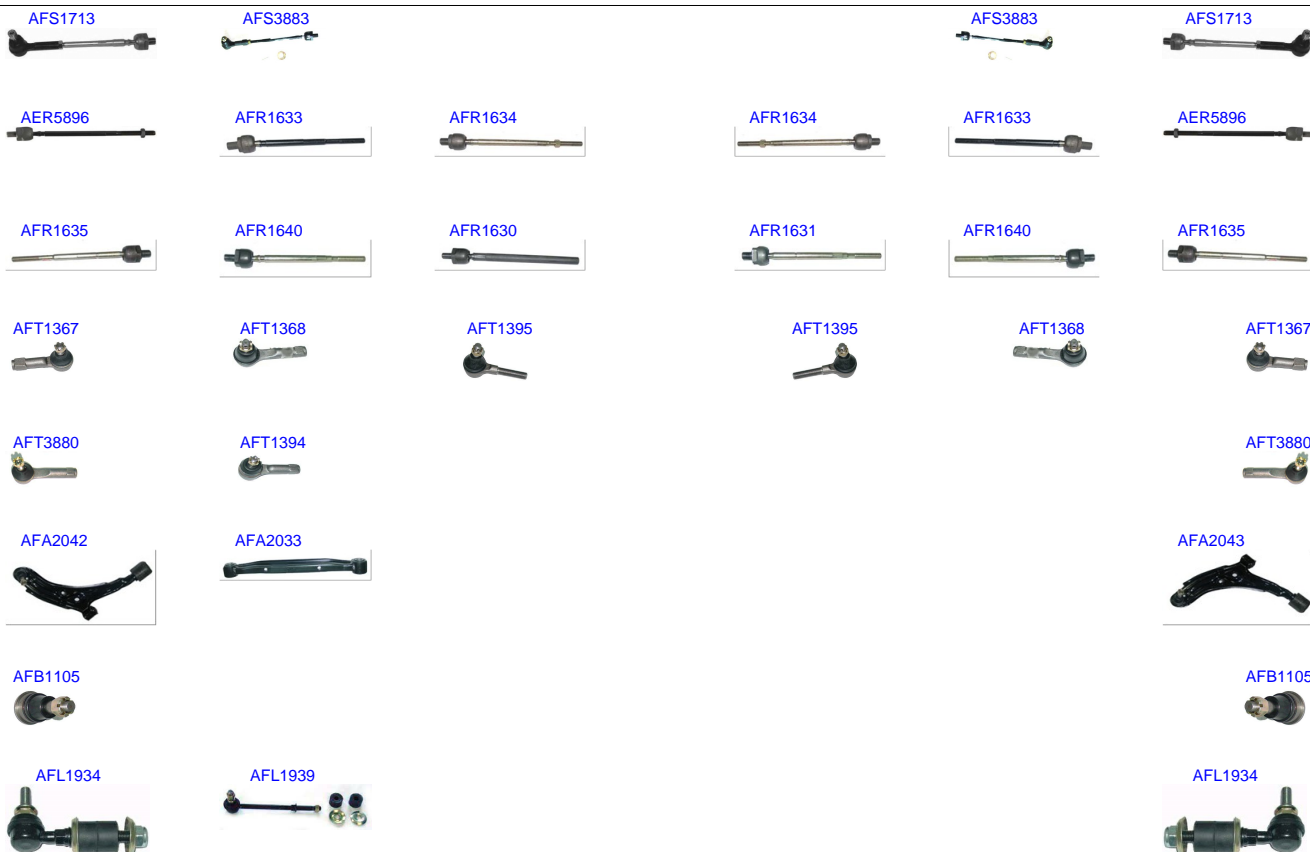 AFS1713 AFS3883 AFS3883 AFS1713
AER5896 AFR1633 AFR1634 AFR1634 AFR1633 AER5896
AFR1635 AFR1640 AFR1630 AFR1631 AFR1640 AFR1635
AFT1367 AFT1368 AFT1395 AFT1395 AFT1368 AFT1367
AFT3880 AFT1394 AFT3880
AFA2042 AFA2033 AFA2043
AFB1105 AFB1105
AFL1934 AFL1939 AFL1934